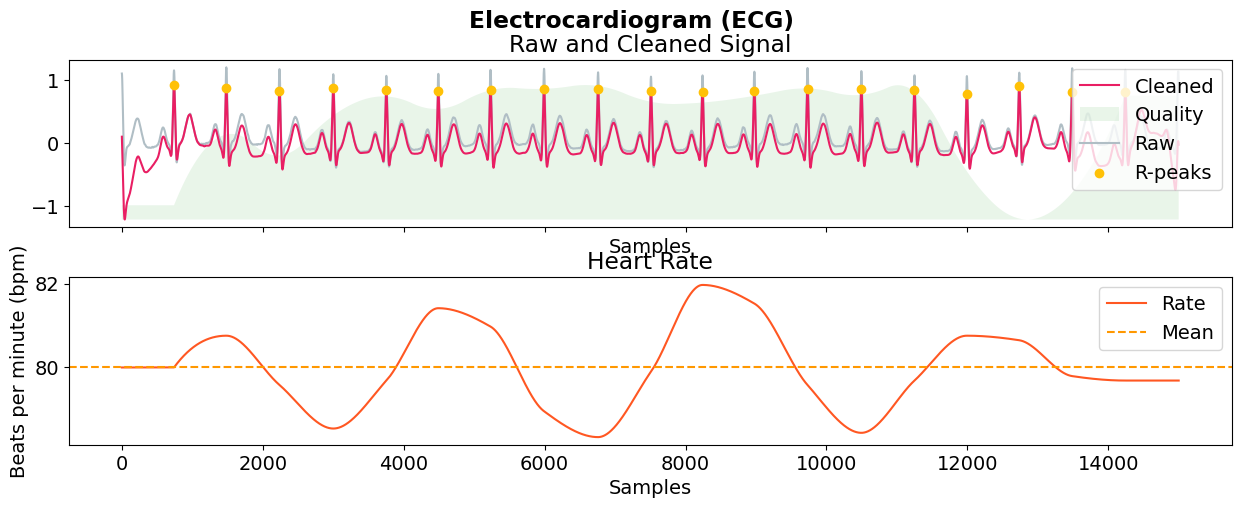 Electrocardiogram (ECG)
Raw and Cleaned Signal
1
0
−1
Cleaned
Quality
Raw
R-peaks
Samples
Heart Rate
Beats per minute (bpm)
82
80
Rate
Mean
0 2000 4000 6000 8000 10000 12000 14000
Samples